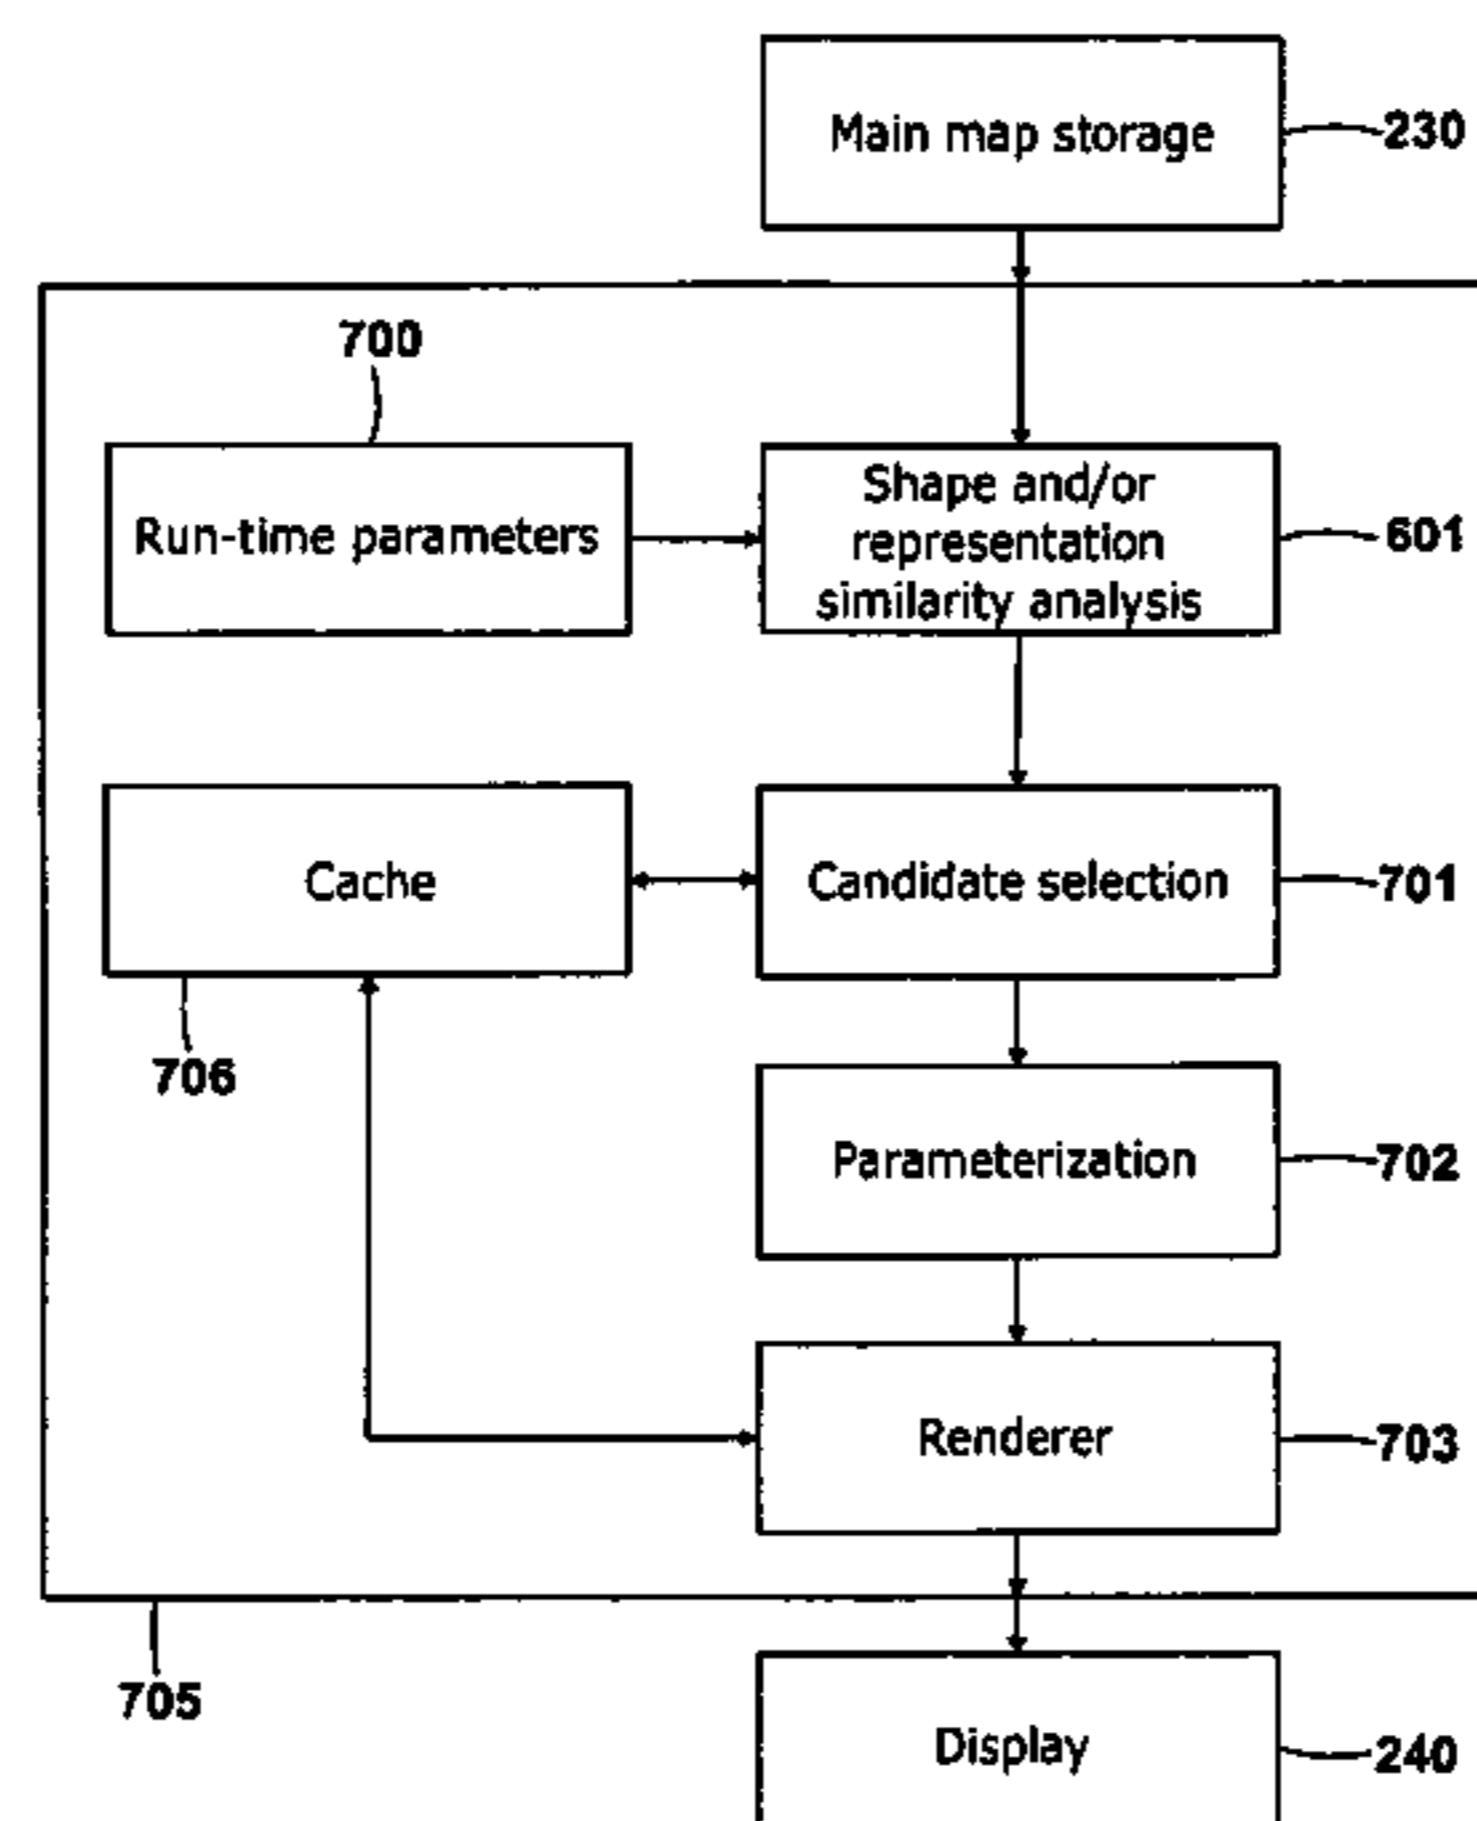 Main map storage
230
700
Run-time parameters
Shape and/or
representation
similarity analysis
601
Cache
Candidate selection
701
706
Parameterization
702
Renderer
703
705
Display
240